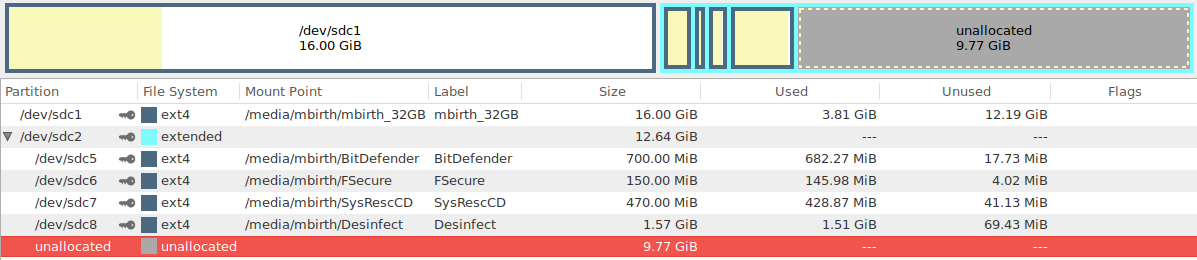 /dev/sdc1
16.00 GiB
unallocated
9.77 GiB
Partition File System Mount Point Label Size Used Unused Flags
/dev/sdc1 ext4 /media/mbirth/mbirth_32GB mbirth_32GB 16.00 GiB 3.81 GiB 12.19 GiB
/dev/sdc2 extended 12.64 GiB --- ---
/dev/sdc5 ext4 /media/mbirth/BitDefender BitDefender 700.00 MiB 682.27 MiB 17.73 MiB
/dev/sdc6 ext4 /media/mbirth/FSecure FSecure 150.00 MiB 145.98 MiB 4.02 MiB
/dev/sdc7 ext4 /media/mbirth/SysRescCD SysRescCD 470.00 MiB 428.87 MiB 41.13 MiB
/dev/sdc8 ext4 /media/mbirth/Desinfect Desinfect 1.57 GiB 1.51 GiB 69.43 MiB
unallocated unallocated 9.77 GiB --- ---